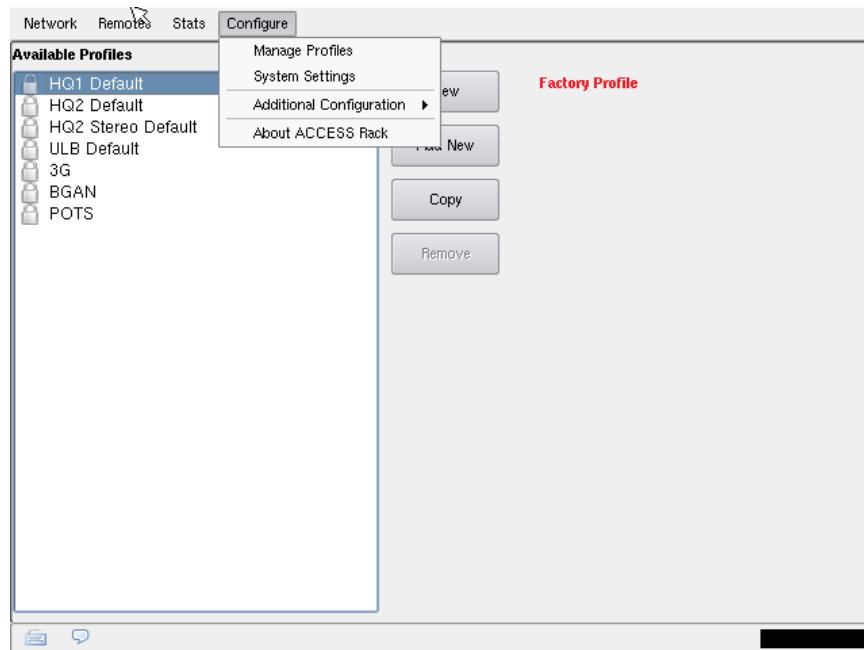 Network Remotes Stats Configure
Available Profiles
Manage Profiles
System Settings
Additional Configuration
About ACCESS Rack
HQ1 Default
HQ2 Default
HQ2 Stereo Default
ULB Default
3G
BGAN
POTS
New
Copy
Remove
Factory Profile